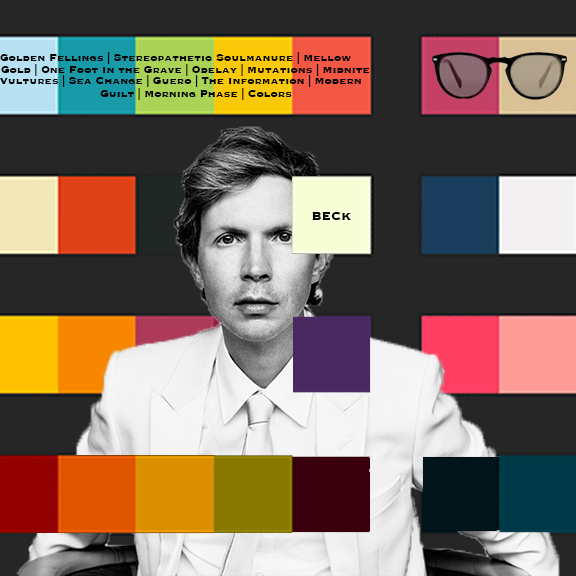 Golden Fellings | Stereopathetic Soulmanure | Mellow
Gold | One Foot In the Grave | Odelay | Mutations | Midnite
Vultures | Sea Change | Guero | The Information | Modern
Guilt | Morning Phase | Colors
BECK